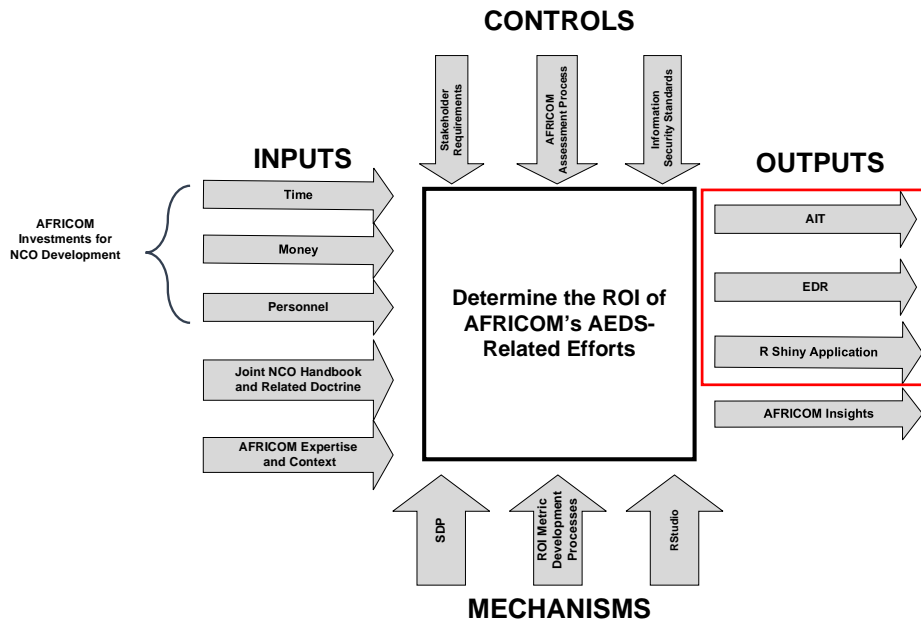 CONTROLS
Stakeholder
Requirements
AFRICOM
Assessment Process
Information
Security Standards
INPUTS
OUTPUTS
AFRICOM
Investments for
NCO Development
Time
Money
Personnel
Joint NCO Handbook
and Related Doctrine
AFRICOM Expertise
and Context
Determine the ROI of
AFRICOM's AEDS-
Related Efforts
AIT
EDR
R Shiny Application
AFRICOM Insights
SDP
ROI Metric
Development
Processes
RStudio
MECHANISMS